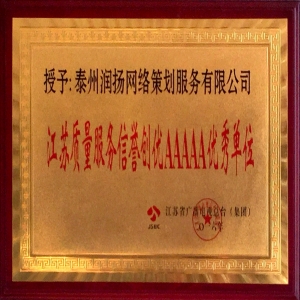 授予:泰州润扬网络策划服务有限公司
江苏质量服务信誉创优AAAAA优秀单位
JSBC
江苏省广播电视总台(集团)